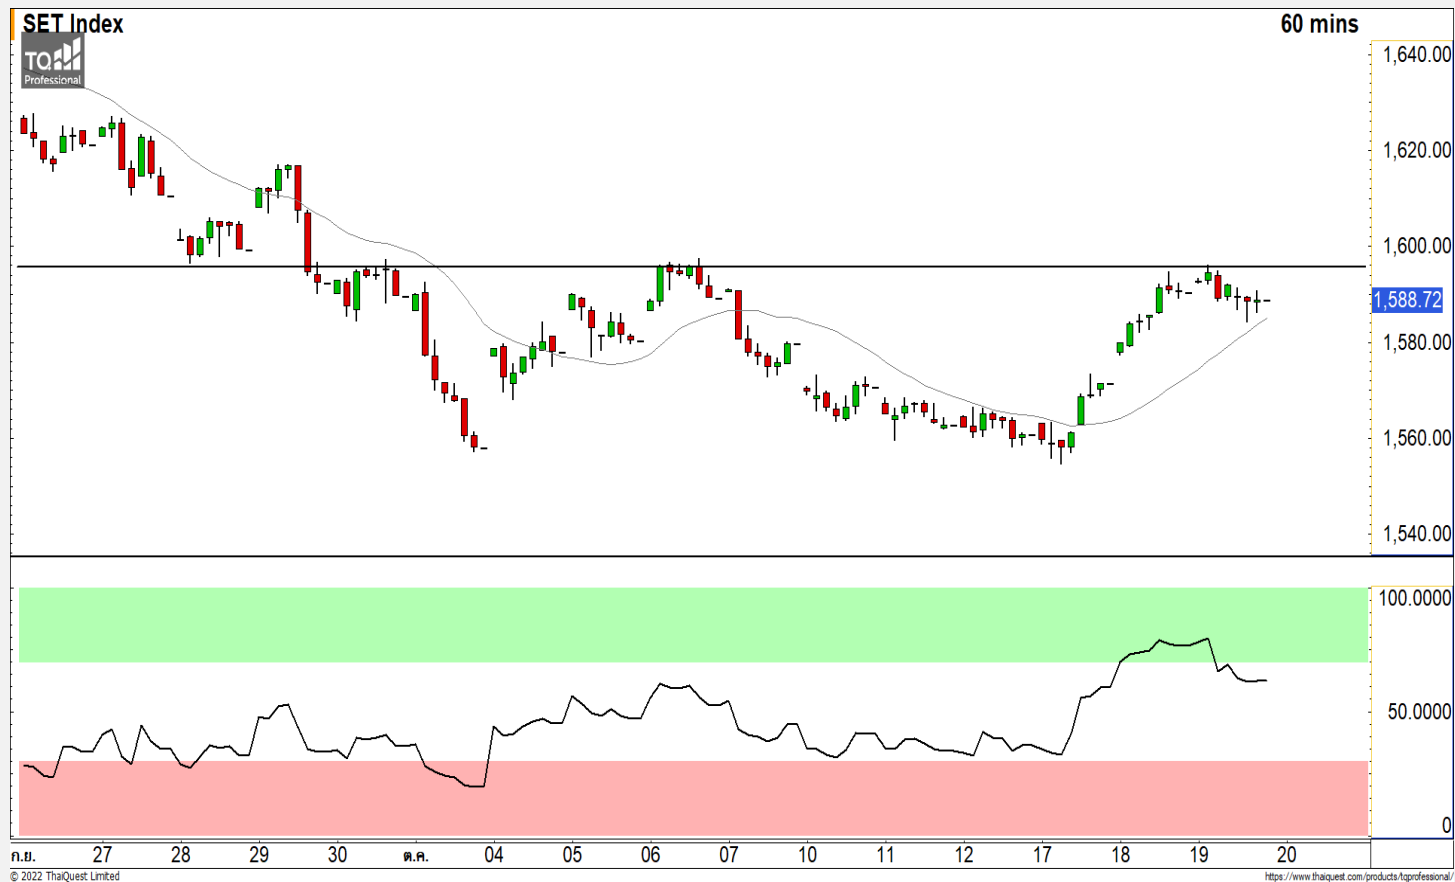 SET Index
60 mins
TQ
Professional
1,640.00
1,620.00
1,600.00
1,588.72
1,580.00
1,560.00
1,540.00
100.0000
50.0000
0
ก.ย. 27 28 29 30 ต.ค. 04 05 06 07 10 11 12 17 18 19 20
© 2022 ThaiQuest Limited
https://www.thaiquest.com/products/tqprofessional/